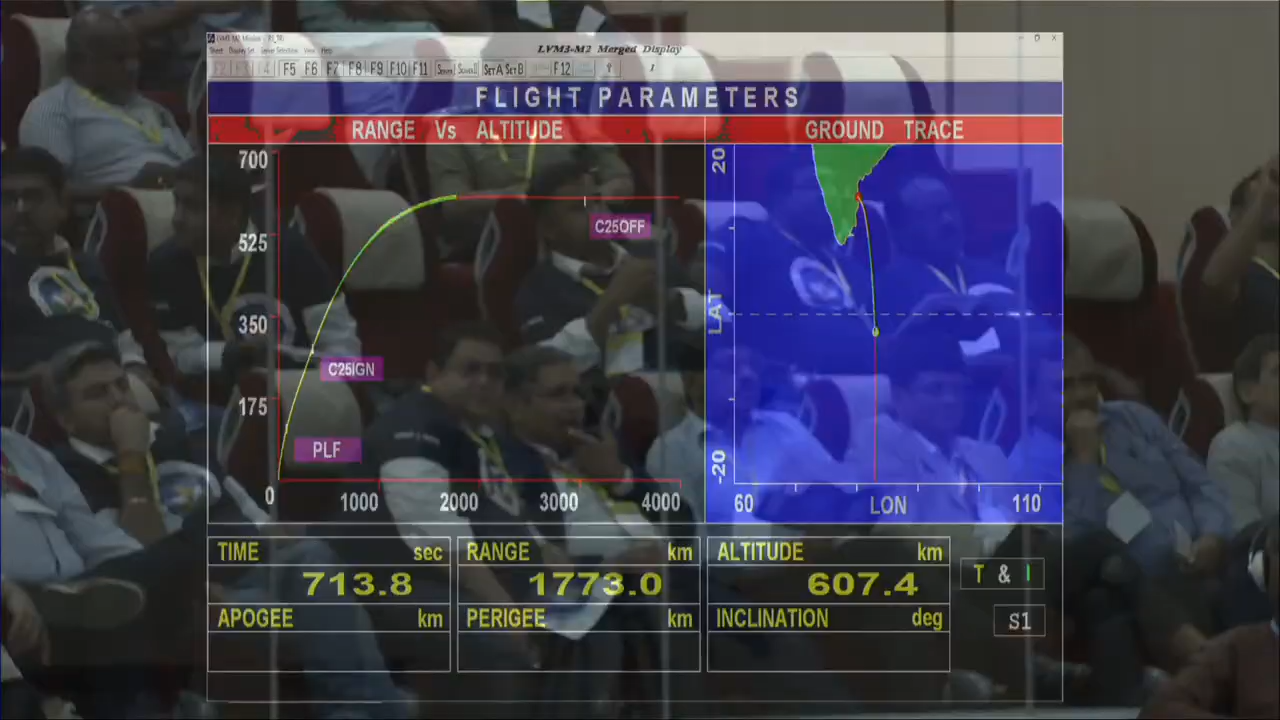 LVM3-M2 Merged Display
F5 F6 F7 F8 F9 F10 F11 SET A SET B F12
FLIGHT PARAMETERS
RANGE Vs ALTITUDE
GROUND TRACE
700
525
350
175
0
1000 2000 3000 4000
C25OFF
C25IGN
PLF
20
LAT
-20
60 LON 110
TIME sec
713.8
RANGE km
1773.0
ALTITUDE km
607.4
T & I
APOGEE km
PERIGEE km
INCLINATION deg
S1